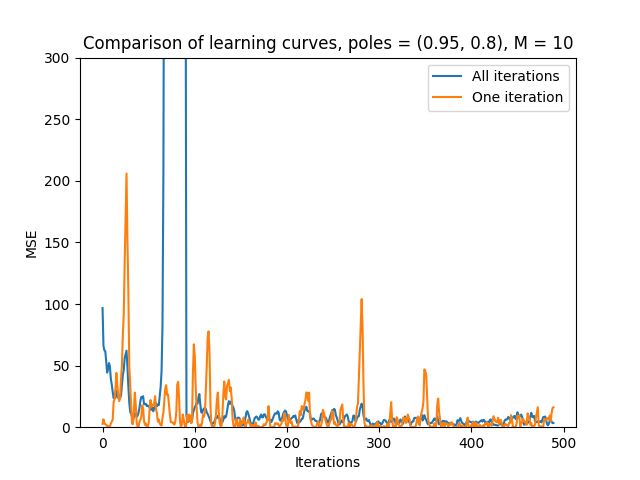 Comparison of learning curves, poles = (0.95, 0.8), M = 10
All iterations
One iteration
300
250
200
150
100
50
0
MSE
0
100
200
300
400
500
Iterations